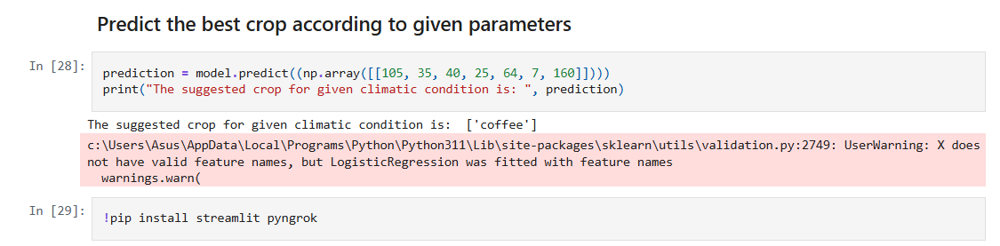 Predict the best crop according to given parameters
In [28]:
prediction = model.predict((np.array([[105, 35, 40, 25, 64, 7, 160]])))
print("The suggested crop for given climatic condition is: ", prediction)
The suggested crop for given climatic condition is:  ['coffee']
c:\Users\Asus\AppData\Local\Programs\Python\Python311\Lib\site-packages\sklearn\utils\validation.py:2749: UserWarning: X does
not have valid feature names, but LogisticRegression was fitted with feature names
  warnings.warn(
In [29]:
!pip install streamlit pyngrok